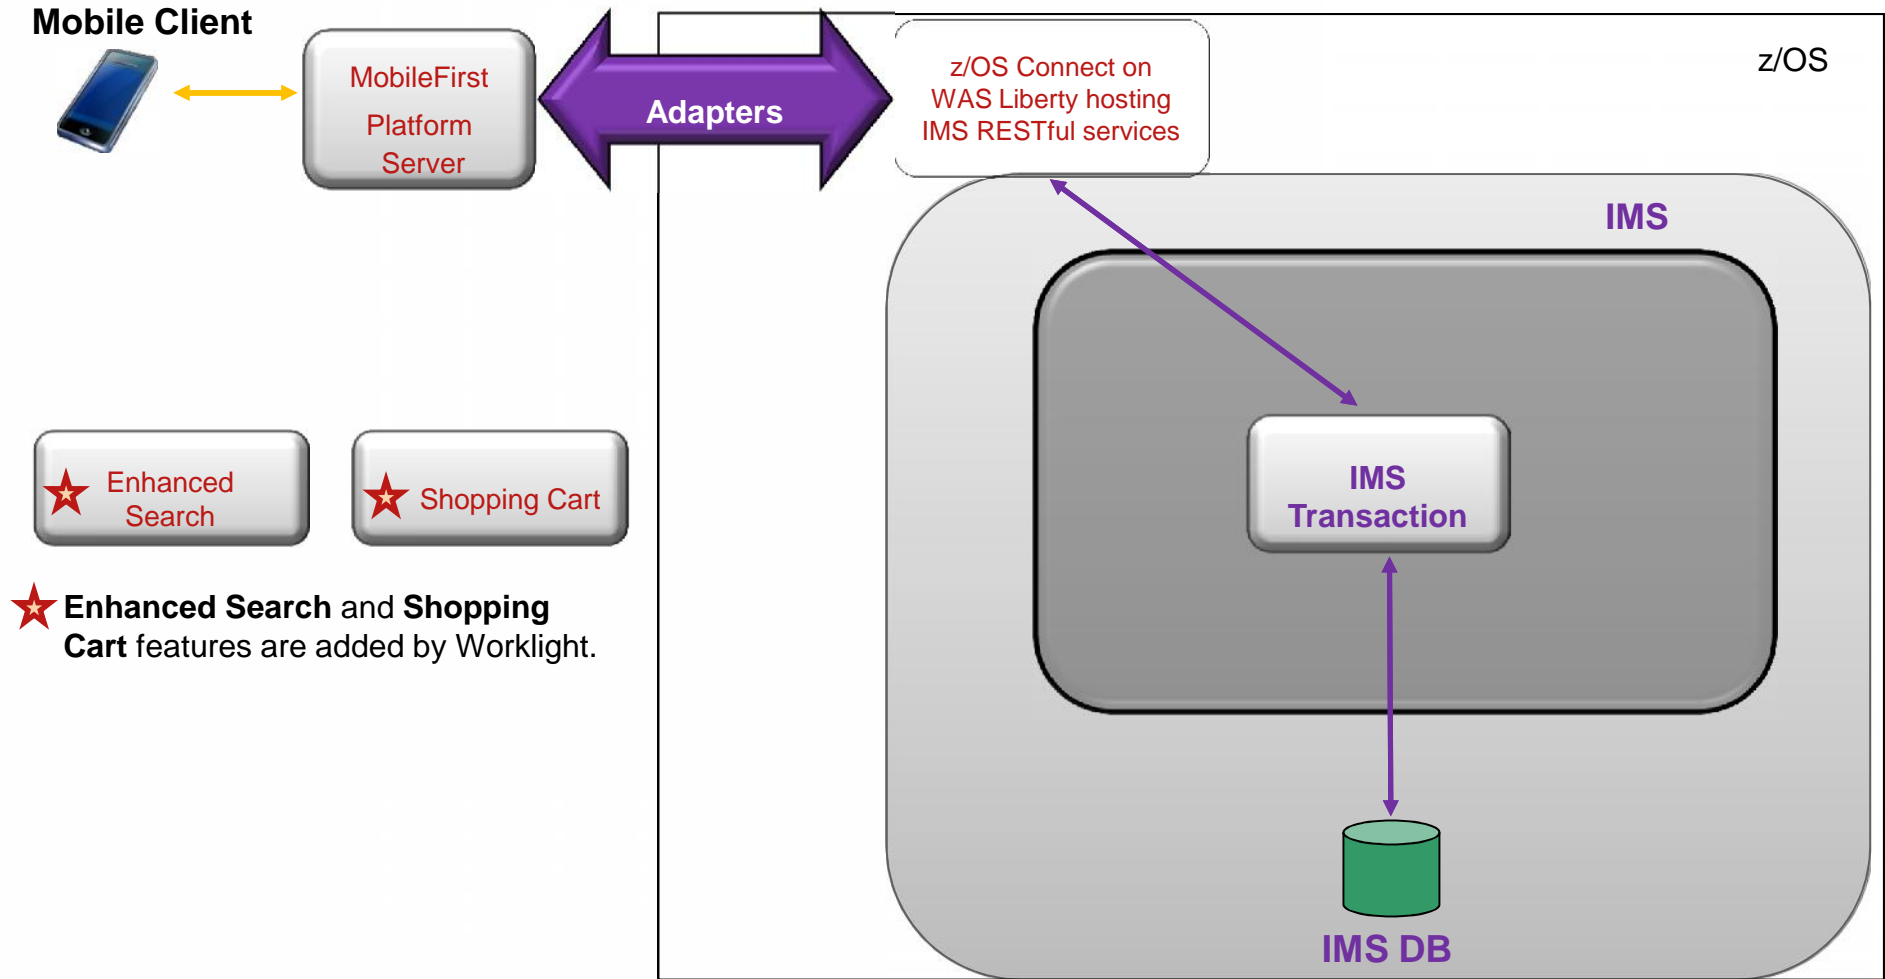 Mobile Client
MobileFirst
Platform
Server
Adapters
z/OS Connect on
WAS Liberty hosting
IMS RESTful services
z/OS
IMS
IMS
Transaction
IMS DB
Enhanced
Search
Shopping Cart
Enhanced Search and Shopping
Cart features are added by Worklight.